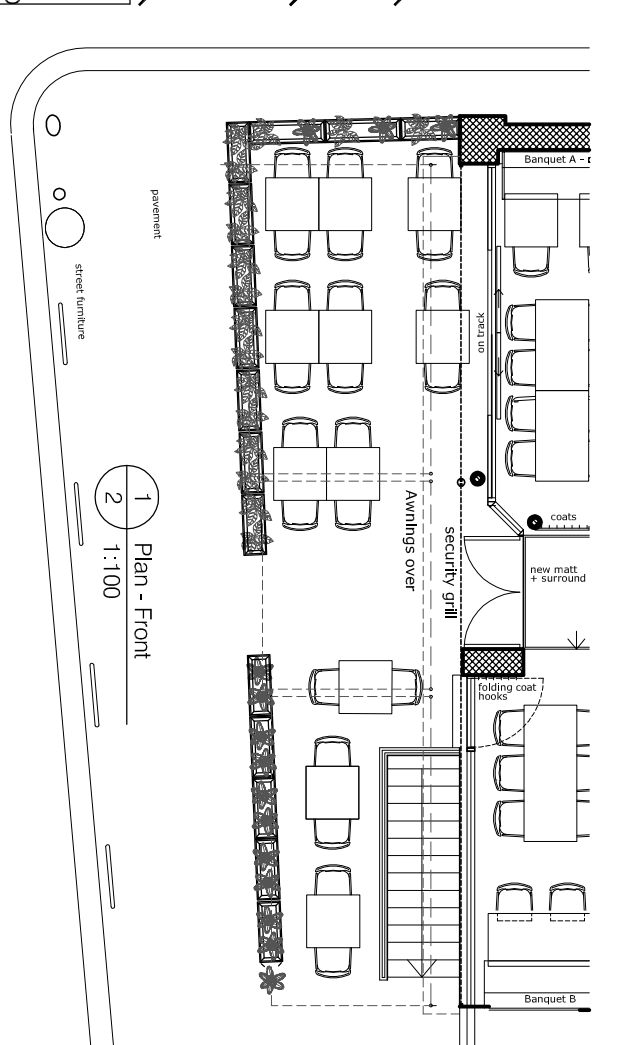 Banquet A -
pavement
street furniture
on track
Awnings over
security grill
coats
1
2
Plan - Front
1:100
new matt
+ surround
folding coat
hooks
Banquet B